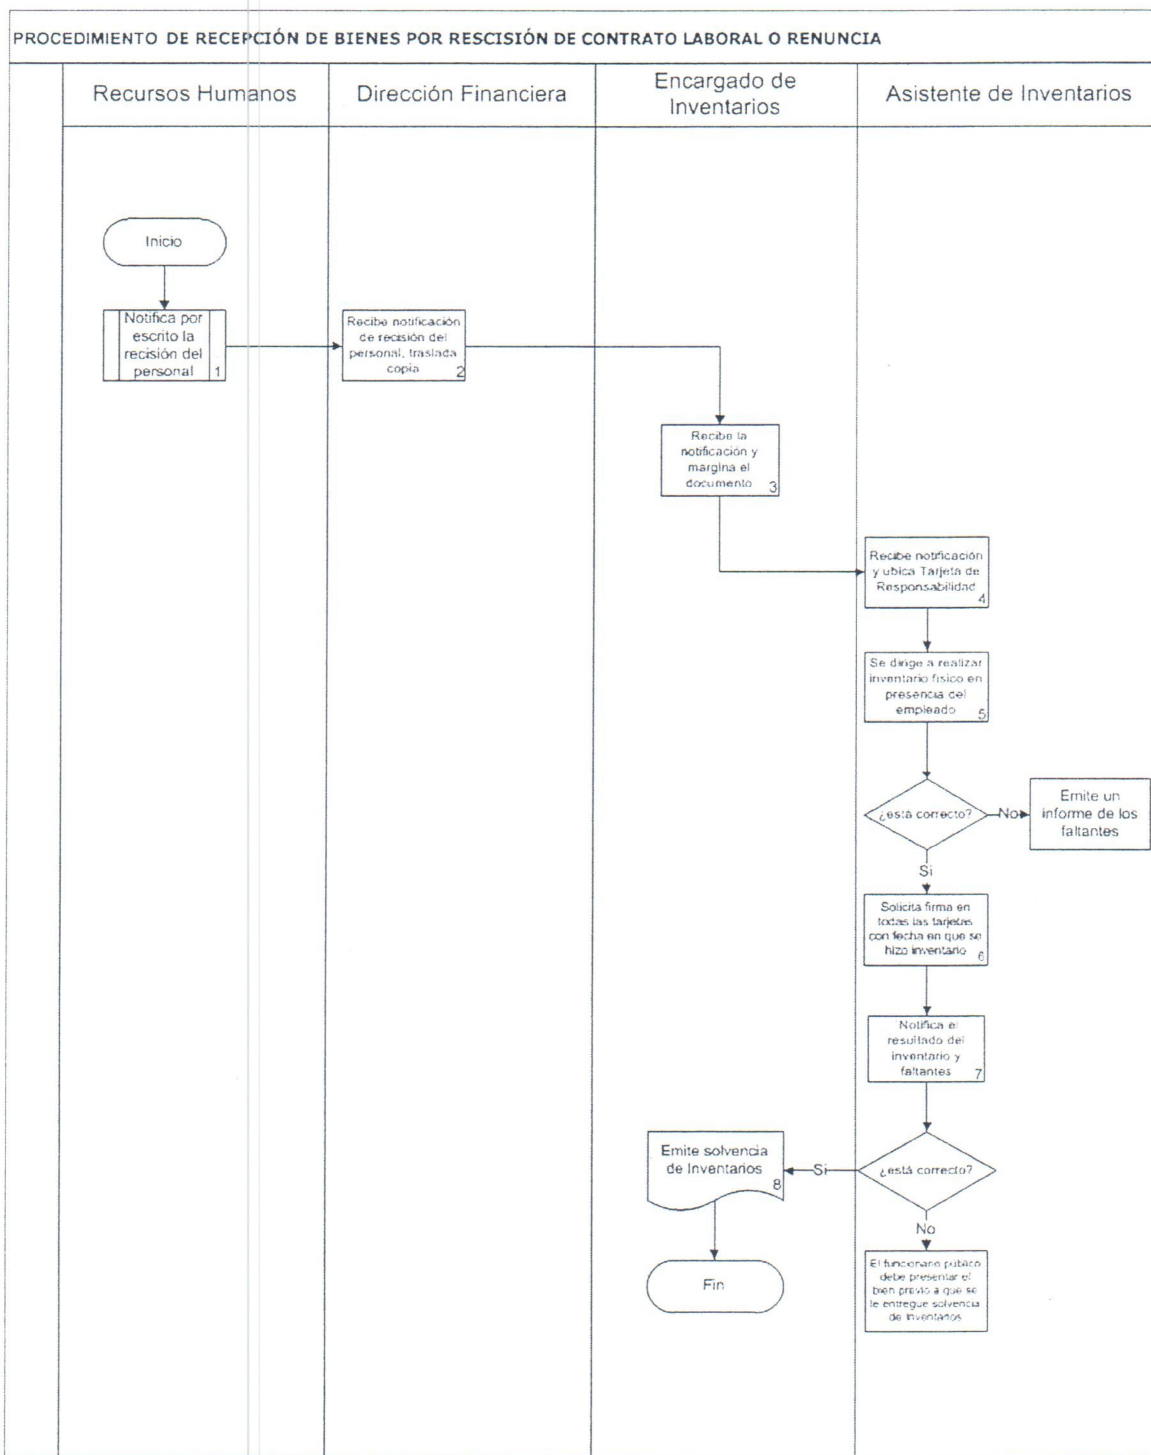 PROCEDIMIENTO DE RECEPCIÓN DE BIENES POR RESCISIÓN DE CONTRATO LABORAL O RENUNCIA
Recursos Humanos
Dirección Financiera
Encargado de
Inventarios
Asistente de Inventarios
Inicio
Notifica por
escrito la
recisión del
personal
1
Recibe notificación
de recisión del
personal, traslada
copia
2
Recibe la
notificación y
margina el
documento
3
Recibe notificación
y ubica Tarjeta de
Responsabilidad
4
Se dirige a realizar
inventario físico en
presencia del
empleado
5
¿está correcto?
No
Emite un
informe de los
faltantes
Si
Solicita firma en
todas las tarjetas
con fecha en que se
hizo inventario
6
Notifica el
resultado del
inventario y
faltantes
7
¿está correcto?
Si
Emite solvencia
de Inventarios
8
Fin
No
El funcionario público
debe presentar el
bien previo a que se
le entregue solvencia
de Inventarios